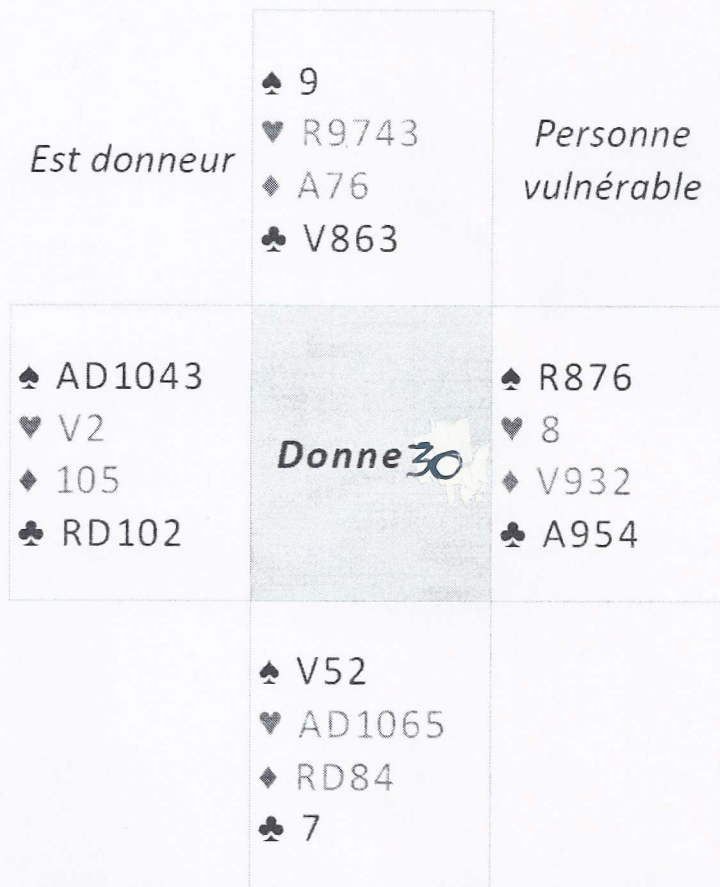 ♠ 9
♥ R9743
♦ A76
♣ V863
Est donneur
Personne
vulnérable
♠ AD1043
♥ V2
♦ 105
♣ RD102
Donne 30
♠ R876
♥ 8
♦ V932
♣ A954
♠ V52
♥ AD1065
♦ RD84
♣ 7